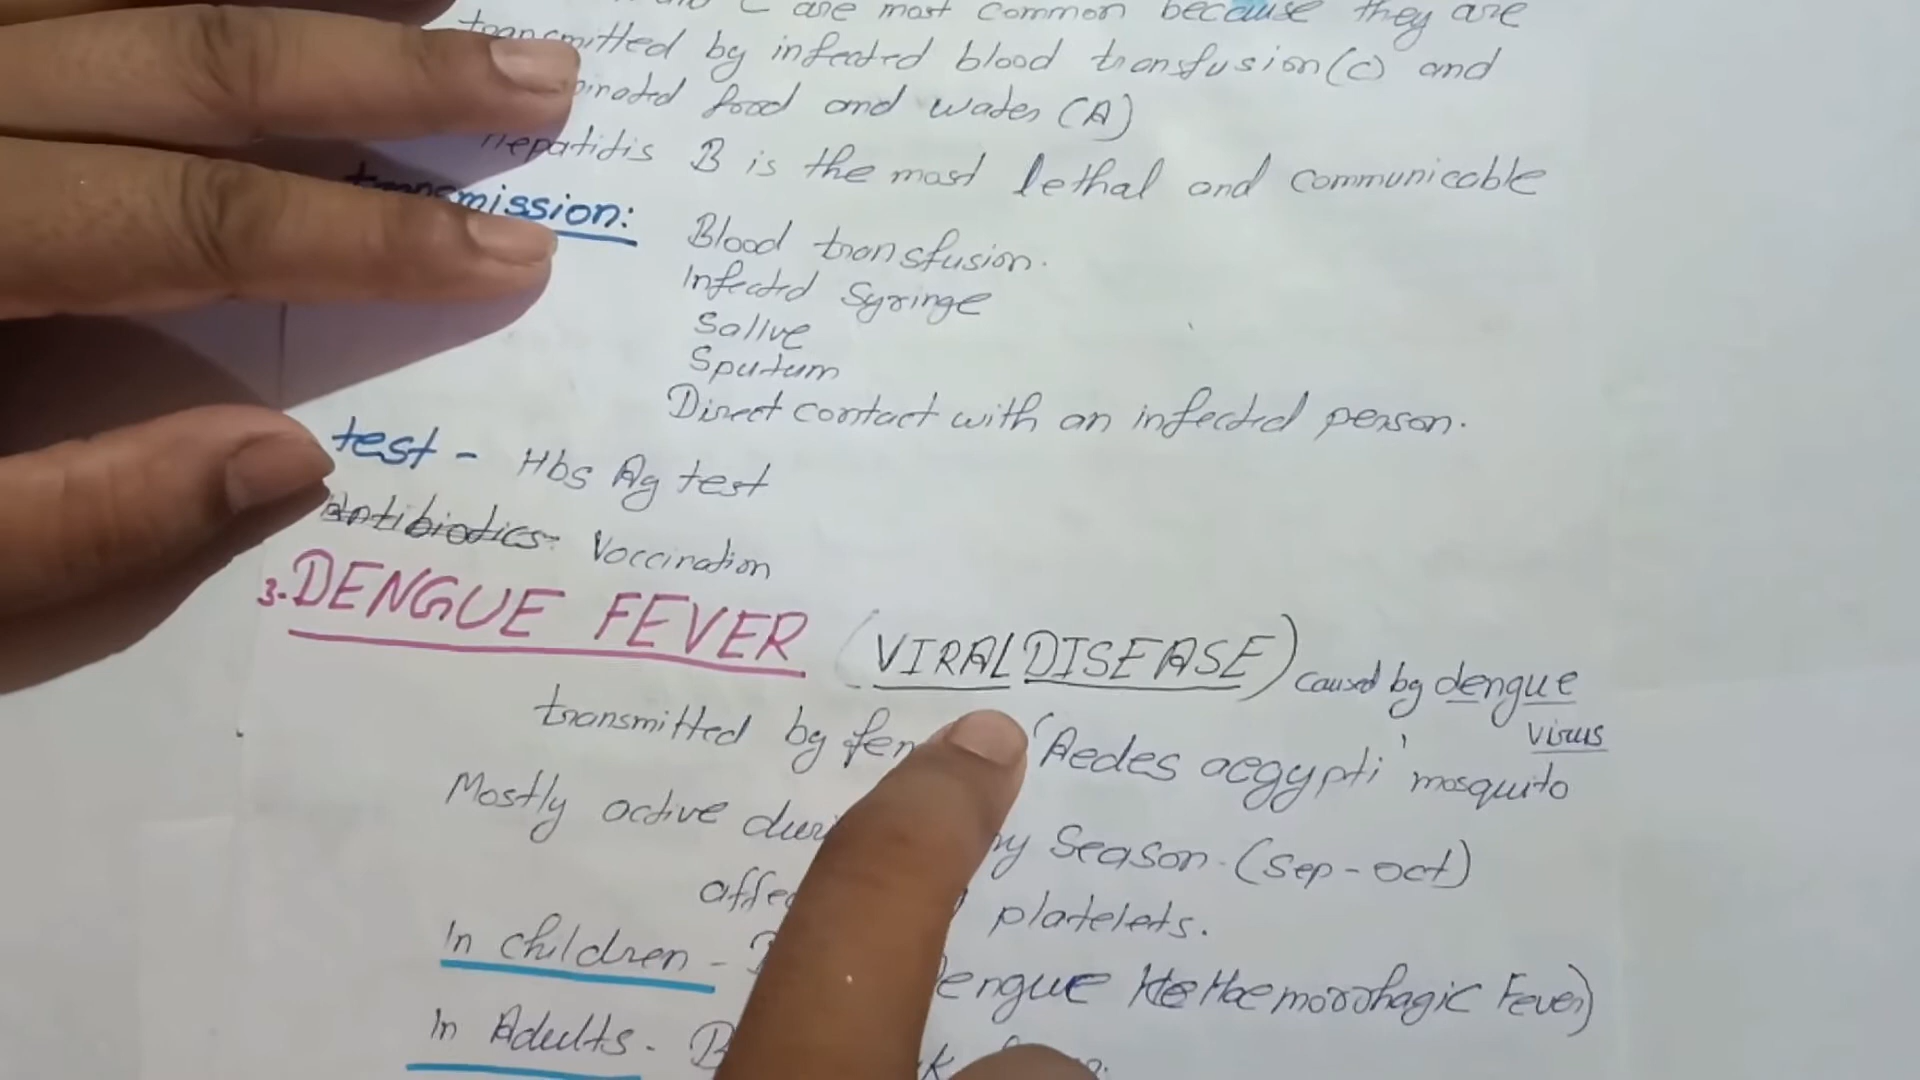 C are most common because they are
transmitted by infected blood transfusion (C) and
food and water (A)
Hepatitis B is the most lethal and communicable
transmission:
Blood transfusion.
Infected Syringe
Salive
Sputum
Direct contact with an infected person.
test - Hbs Ag test
Antibiotics- Vaccination
3. DENGUE FEVER (VIRAL DISEASE) caused by dengue
virus
transmitted by 'Aedes aegypti' mosquito
Mostly active Season. (Sep - oct)
platelets.
In children - Haemorrhagic Fever)
In Adults -